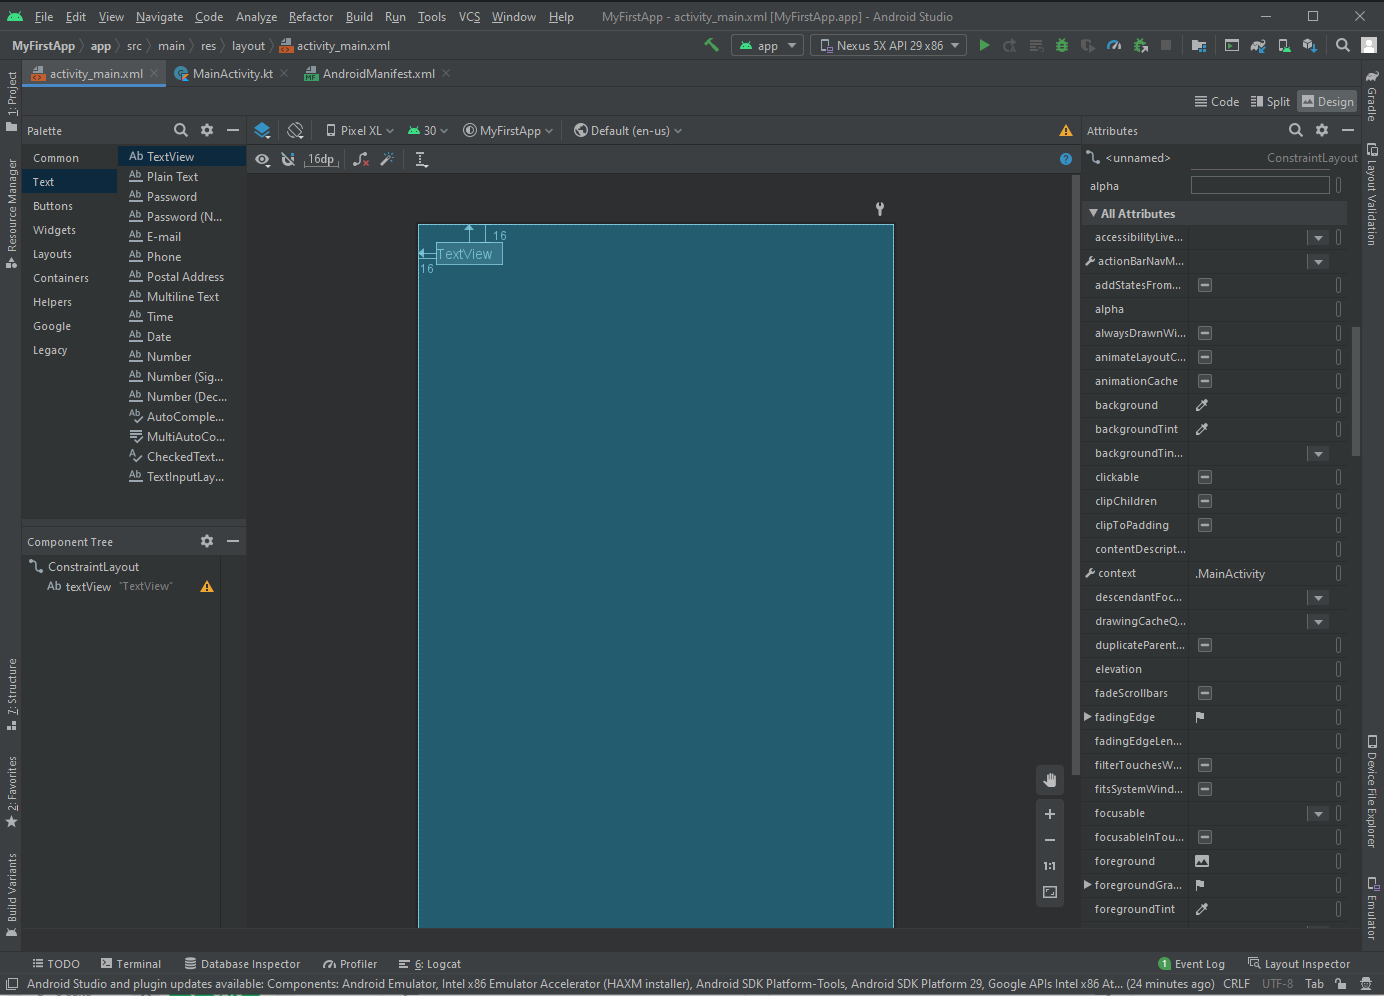 File Edit View Navigate Code Analyze Refactor Build Run Tools VCS Window Help MyFirstApp - activity_main.xml [MyFirstApp.app] - Android Studio
MyFirstApp app src main res layout activity_main.xml app Nexus 5X API 29 x86
activity_main.xml MainActivity.kt AndroidManifest.xml
Code Split Design
Palette
Pixel XL 30 MyFirstApp Default (en-us)
Attributes
16dp
Common
Text
Buttons
Widgets
Layouts
Containers
Helpers
Google
Legacy
Ab TextView
Ab Plain Text
Ab Password
Ab Password (N...
Ab E-mail
Ab Phone
Ab Postal Address
Ab Multiline Text
Ab Time
Ab Date
Ab Number
Ab Number (Sig...
Ab Number (Dec...
Ab AutoComple...
MultiAutoCo...
A CheckedText...
Ab TextInputLay...
Component Tree
ConstraintLayout
Ab textView "TextView"
16
TextView
16
1:1
<unnamed> ConstraintLayout
alpha
All Attributes
accessibilityLive...
actionBarNavM...
addStatesFrom...
alpha
alwaysDrawnWi...
animateLayoutC...
animationCache
background
backgroundTint
backgroundTin...
clickable
clipChildren
clipToPadding
contentDescript...
context .MainActivity
descendantFoc...
drawingCacheQ...
duplicateParent...
elevation
fadeScrollbars
fadingEdge
fadingEdgeLen...
filterTouchesW...
fitsSystemWind...
focusable
focusableInTou...
foreground
foregroundGra...
foregroundTint
1: Project
Resource Manager
7: Structure
2: Favorites
Build Variants
Gradle
Layout Validation
Device File Explorer
Emulator
TODO Terminal Database Inspector Profiler 6: Logcat 1 Event Log Layout Inspector
Android Studio and plugin updates available: Components: Android Emulator, Intel x86 Emulator Accelerator (HAXM installer), Android SDK Platform-Tools, Android SDK Platform 29, Google APIs Intel x86 At... (24 minutes ago) CRLF UTF-8 Tab